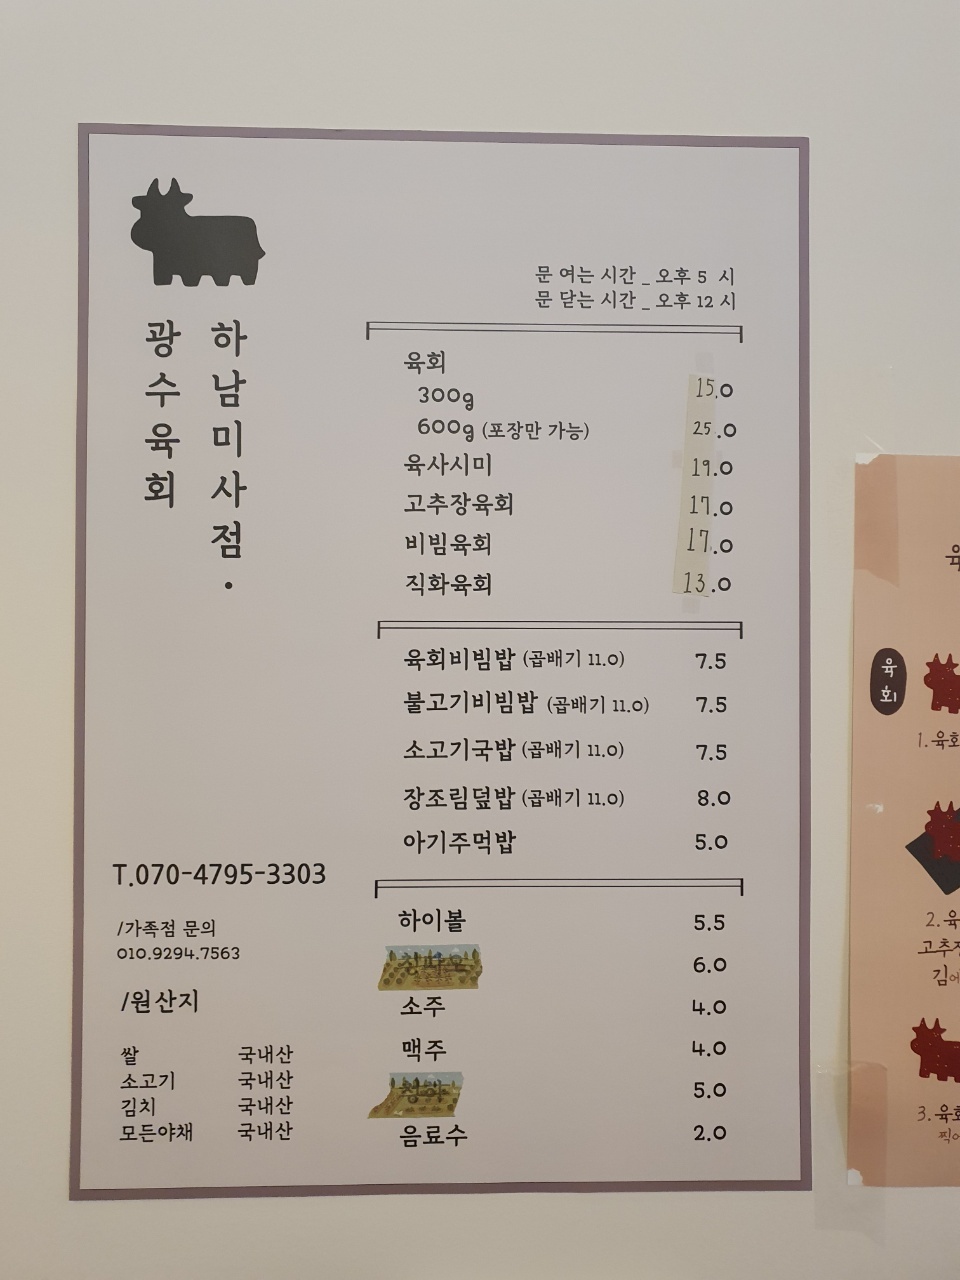 하남미사점.
광수육회
문 여는 시간_오후 5 시
문 닫는 시간_오후 12 시
육회
300g 15.0
600g (포장만 가능) 25.0
육사시미 19.0
고추장육회 17.0
비빔육회 17.0
직화육회 13.0
육회비빔밥 (곱배기 11.0) 7.5
불고기비빔밥 (곱배기 11.0) 7.5
소고기국밥 (곱배기 11.0) 7.5
장조림덮밥 (곱배기 11.0) 8.0
아기주먹밥 5.0
하이볼 5.5
칭따오 6.0
소주 4.0
맥주 4.0
청하 5.0
음료수 2.0
T.070-4795-3303
/가족점 문의
010.9294.7563
/원산지
쌀 국내산
소고기 국내산
김치 국내산
모든야채 국내산
육회
1.
2.
김에
3.